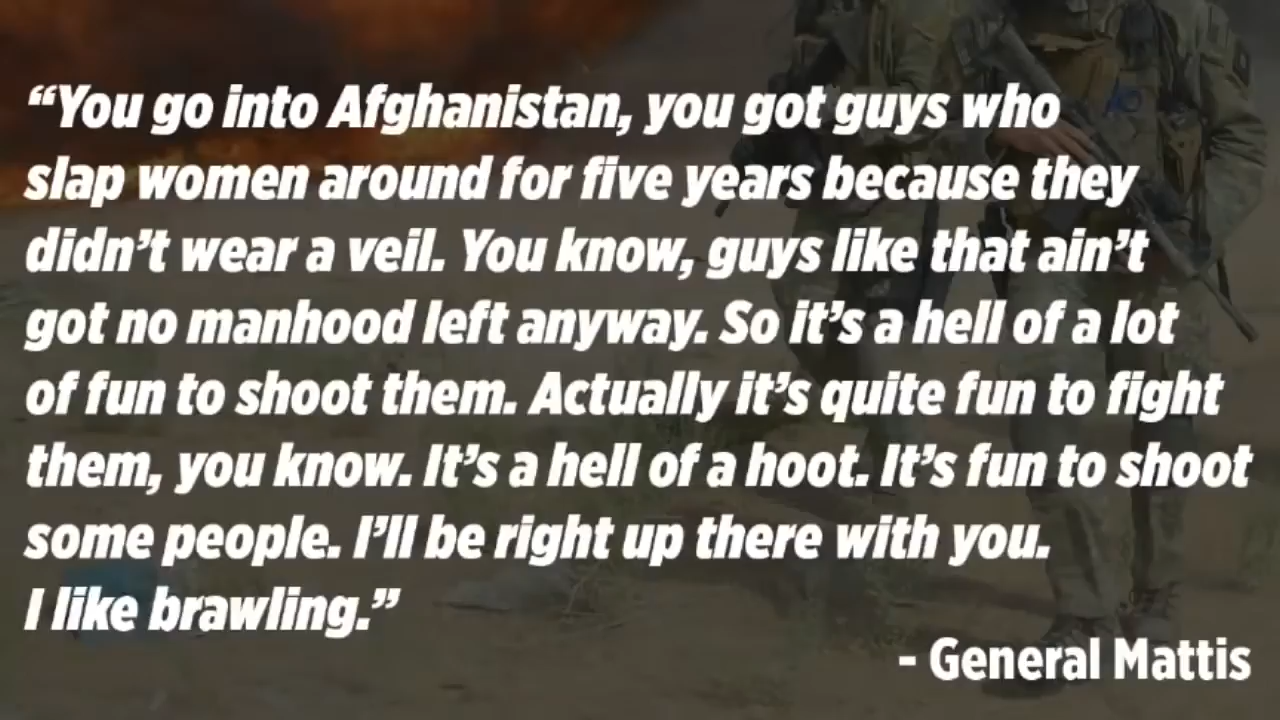 “You go into Afghanistan, you got guys who
slap women around for five years because they
didn’t wear a veil. You know, guys like that ain’t
got no manhood left anyway. So it’s a hell of a lot
of fun to shoot them. Actually it’s quite fun to fight
them, you know. It’s a hell of a hoot. It’s fun to shoot
some people. I’ll be right up there with you.
I like brawling.”
- General Mattis